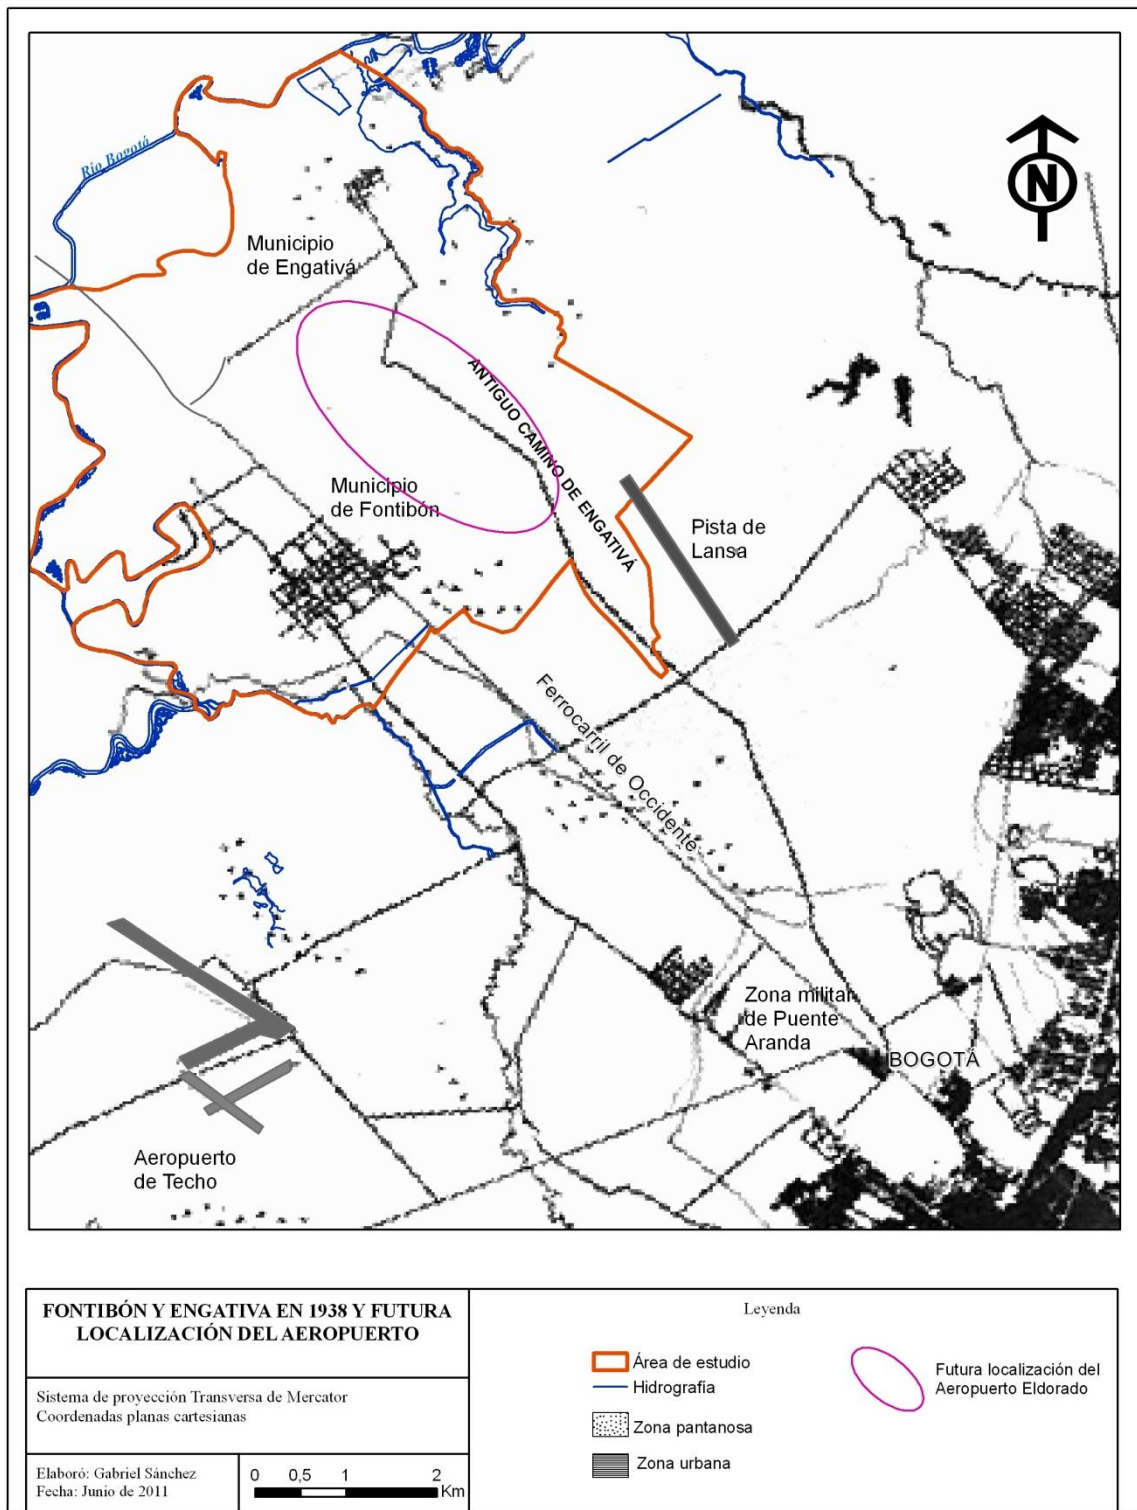 Río Bogotá
N
Municipio
de Engativá
ANTIGUO CAMINO DE ENGATIVÁ
Municipio
de Fontibón
Pista de
Lansa
Ferrocarril de Occidente
Zona militar
de Puente
Aranda
BOGOTÁ
Aeropuerto
de Techo
FONTIBÓN Y ENGATIVA EN 1938 Y FUTURA
LOCALIZACIÓN DEL AEROPUERTO
Sistema de proyección Transversa de Mercator
Coordenadas planas cartesianas
Elaboró: Gabriel Sánchez
Fecha: Junio de 2011
0 0,5 1 2
Km
Leyenda
Área de estudio
Hidrografía
Zona pantanosa
Zona urbana
Futura localización del
Aeropuerto Eldorado